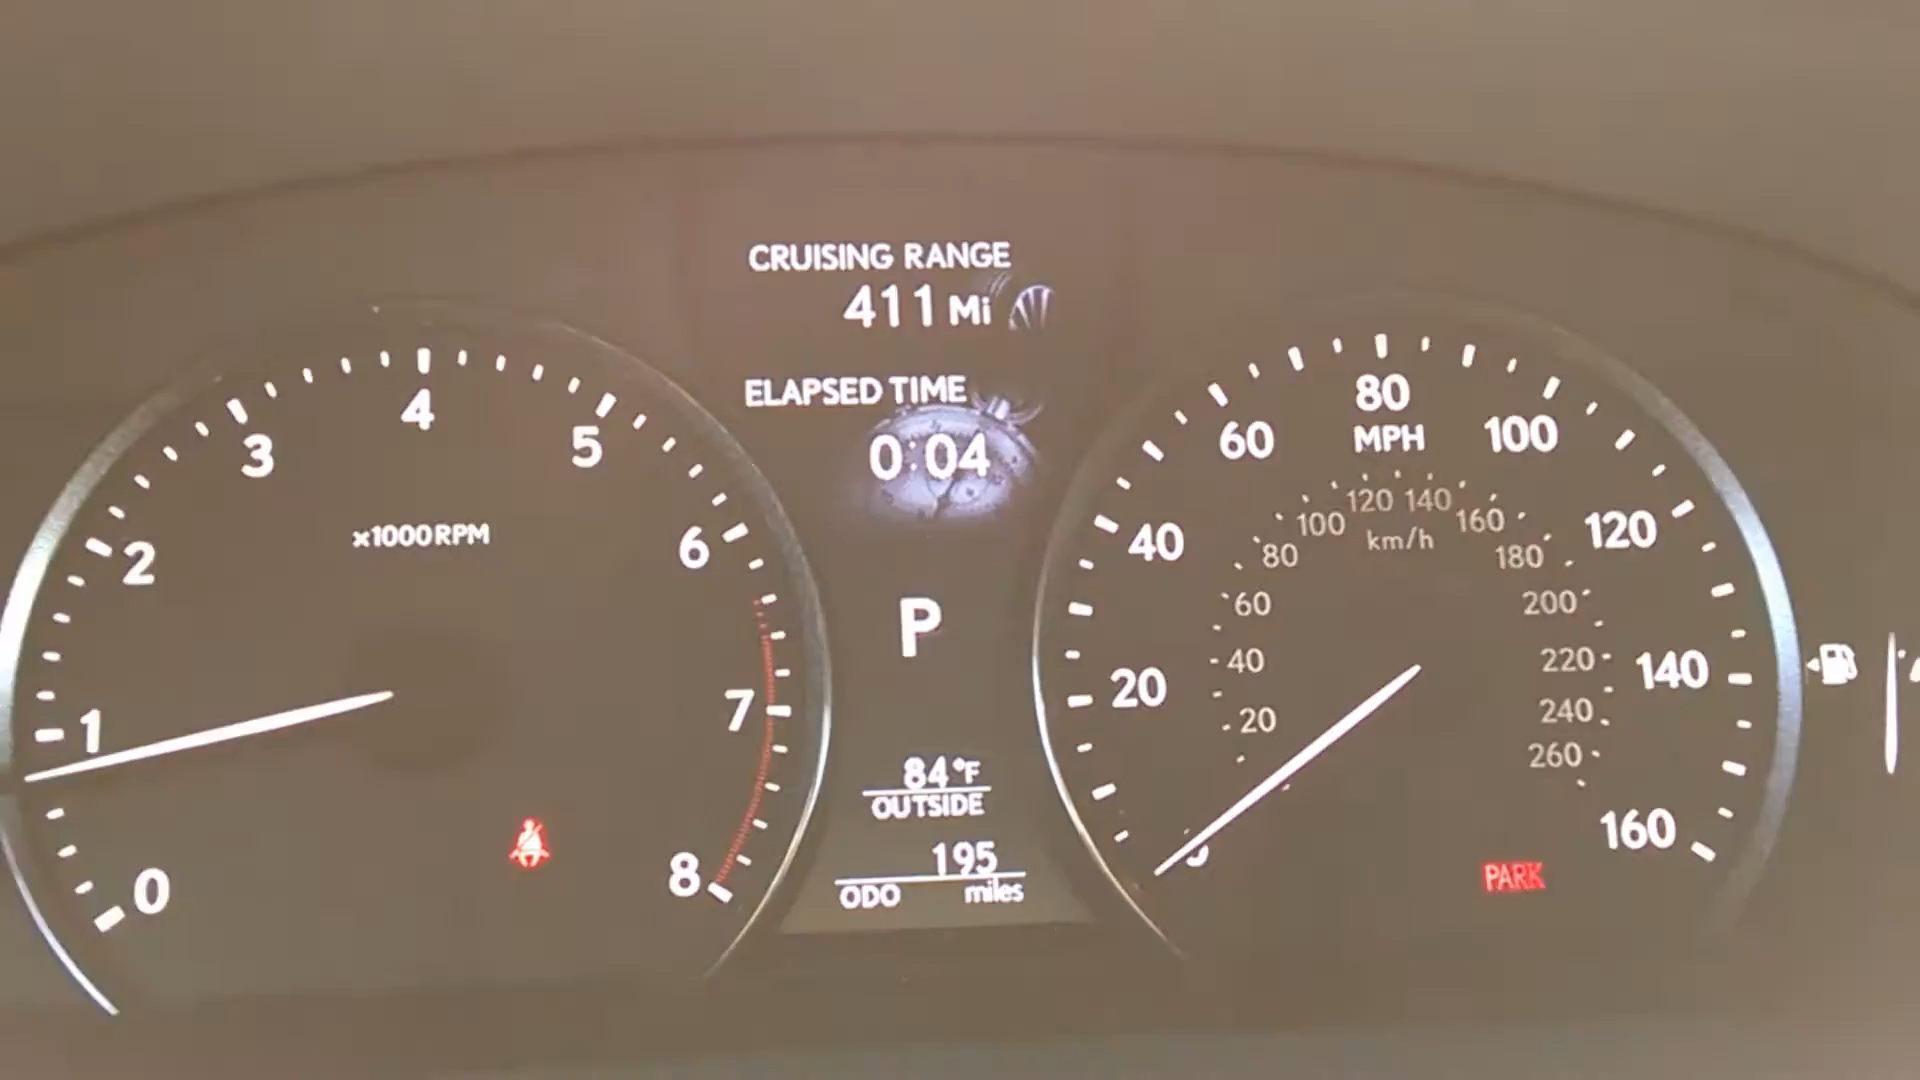 CRUISING RANGE
411 Mi
ELAPSED TIME
0:04
0
1
2
3
4
5
6
7
8
x1000RPM
P
84°F
OUTSIDE
195
ODO miles
20
40
60
80
100
120
140
160
MPH
20
40
60
80
100
120
140
160
180
200
220
240
260
km/h
PARK